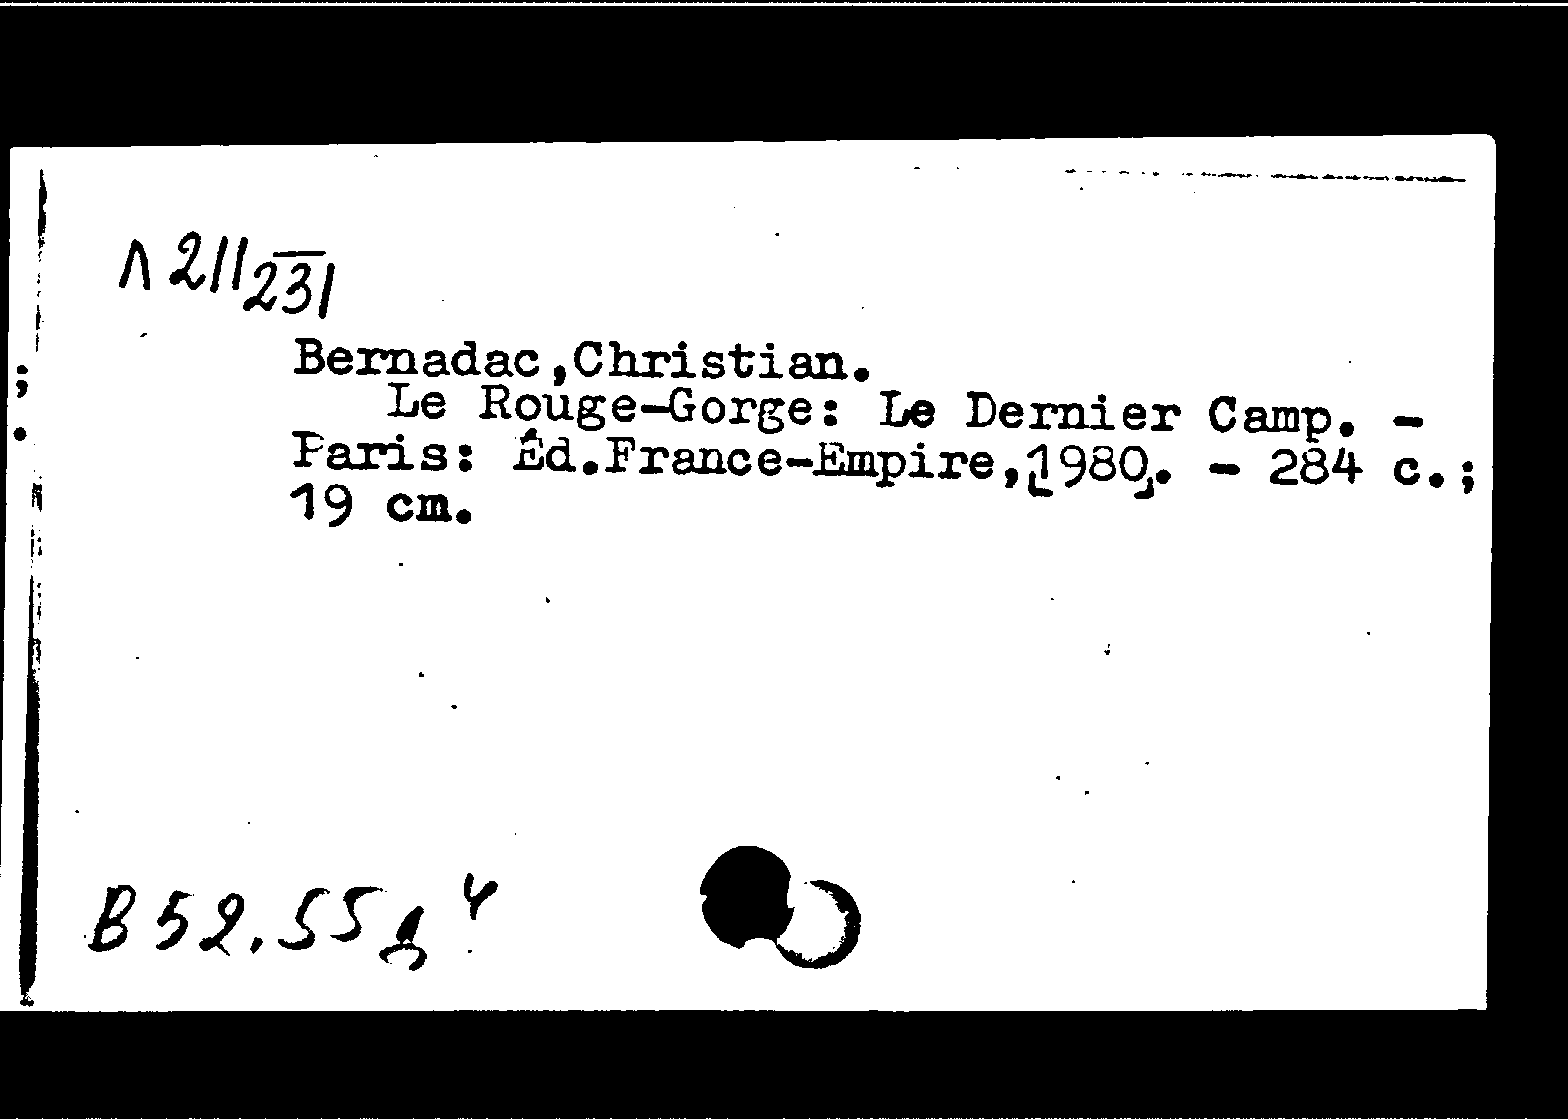 Л 211/231
Bernadac,Christian.
Le Rouge-Gorge: Le Dernier Camp. -
Paris: Éd.France-Empire,[1980]. - 284 c.;
19 cm.
В 52.55д⁴